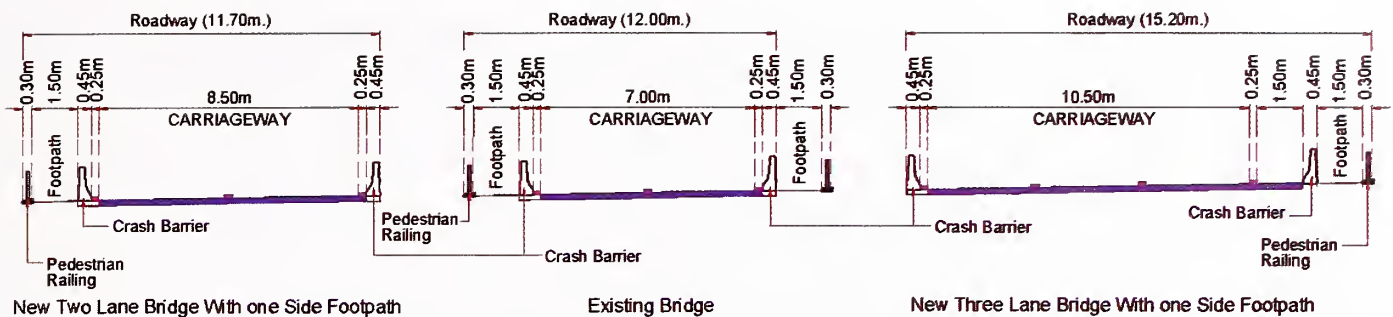 Roadway (11.70m.)
0.30m
1.50m
0.45m
0.25m
8.50m
0.25m
0.45m
CARRIAGEWAY
Footpath
Crash Barrier
Pedestrian
Railing
New Two Lane Bridge With one Side Footpath
Roadway (12.00m.)
0.30m
1.50m
0.45m
0.25m
7.00m
0.25m
0.45m
1.50m
0.30m
CARRIAGEWAY
Footpath
Footpath
Pedestrian
Railing
Crash Barrier
Existing Bridge
Roadway (15.20m.)
0.45m
0.25m
10.50m
0.25m
1.50m
0.45m
1.50m
0.30m
CARRIAGEWAY
Footpath
Crash Barrier
Crash Barrier
Pedestrian
Railing
New Three Lane Bridge With one Side Footpath